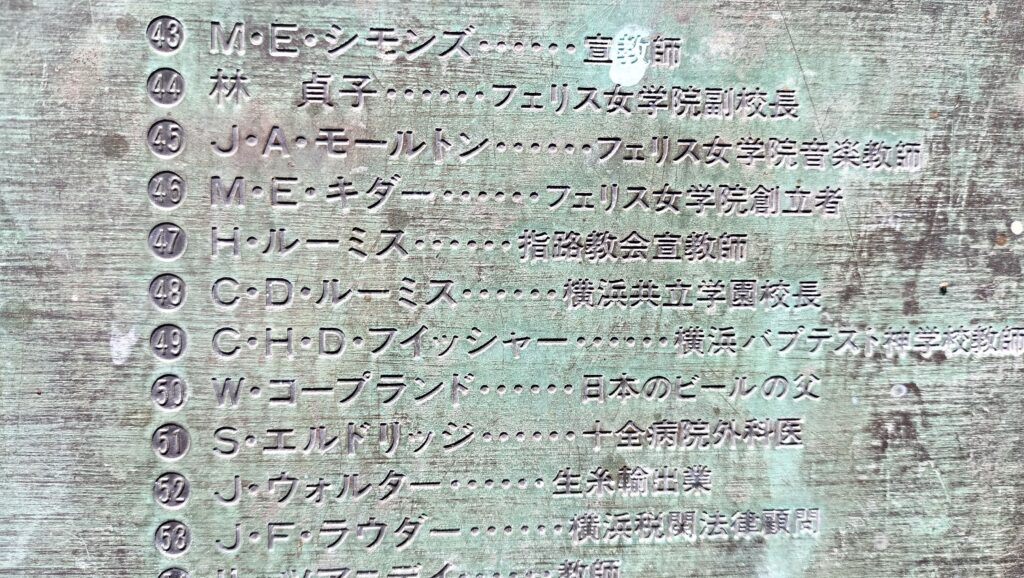 ㊸ M・E・シモンズ・・・・・・宣教師
㊹ 林 貞子・・・・・・フェリス女学院副校長
㊺ J・A・モールトン・・・・・・フェリス女学院音楽教師
㊻ M・E・キダー・・・・・・フェリス女学院創立者
㊼ H・ルーミス・・・・・・指路教会宣教師
㊽ C・D・ルーミス・・・・・・横浜共立学園校長
㊾ C・H・D・フイッシャー・・・・・・横浜バプテスト神学校教師
㊿ W・コープランド・・・・・・日本のビールの父
51 S・エルドリッジ・・・・・・十全病院外科医
52 J・ウォルター・・・・・・生糸輸出業
53 J・F・ラウダー・・・・・・横浜税関法律顧問
教師